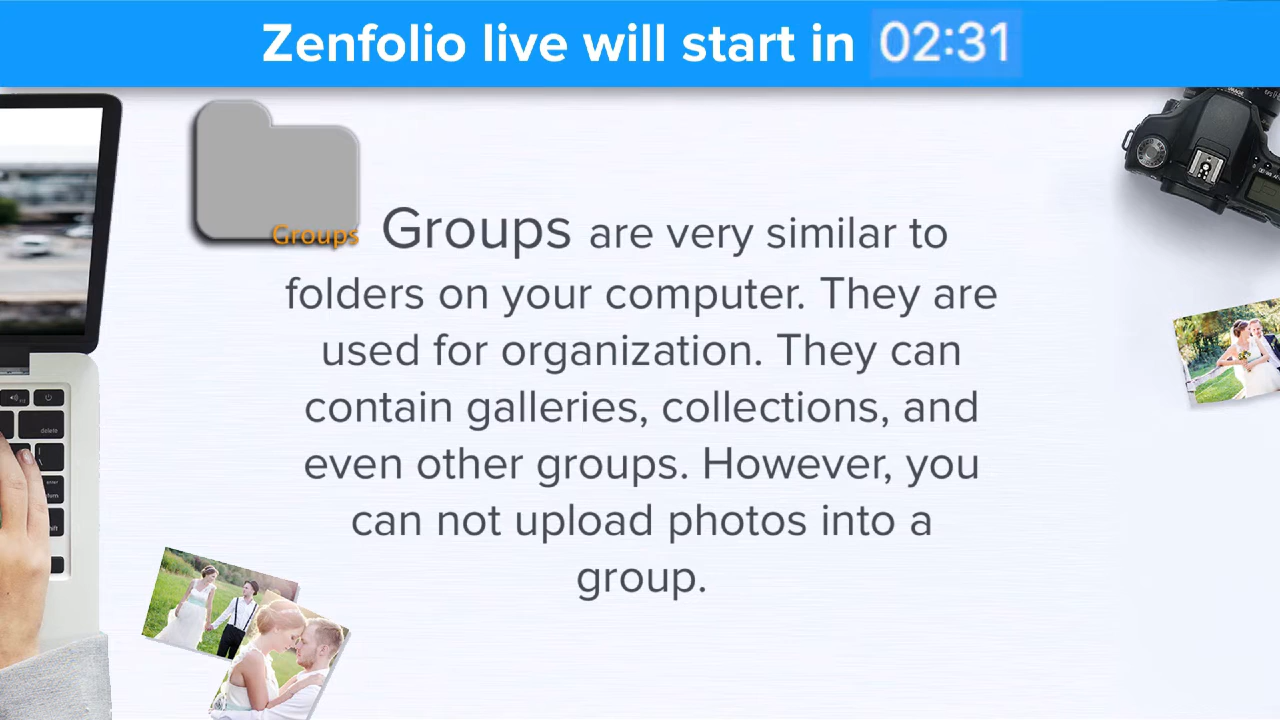 Zenfolio live will start in 02:31
Groups
Groups are very similar to
folders on your computer. They are
used for organization. They can
contain galleries, collections, and
even other groups. However, you
can not upload photos into a
group.
delete